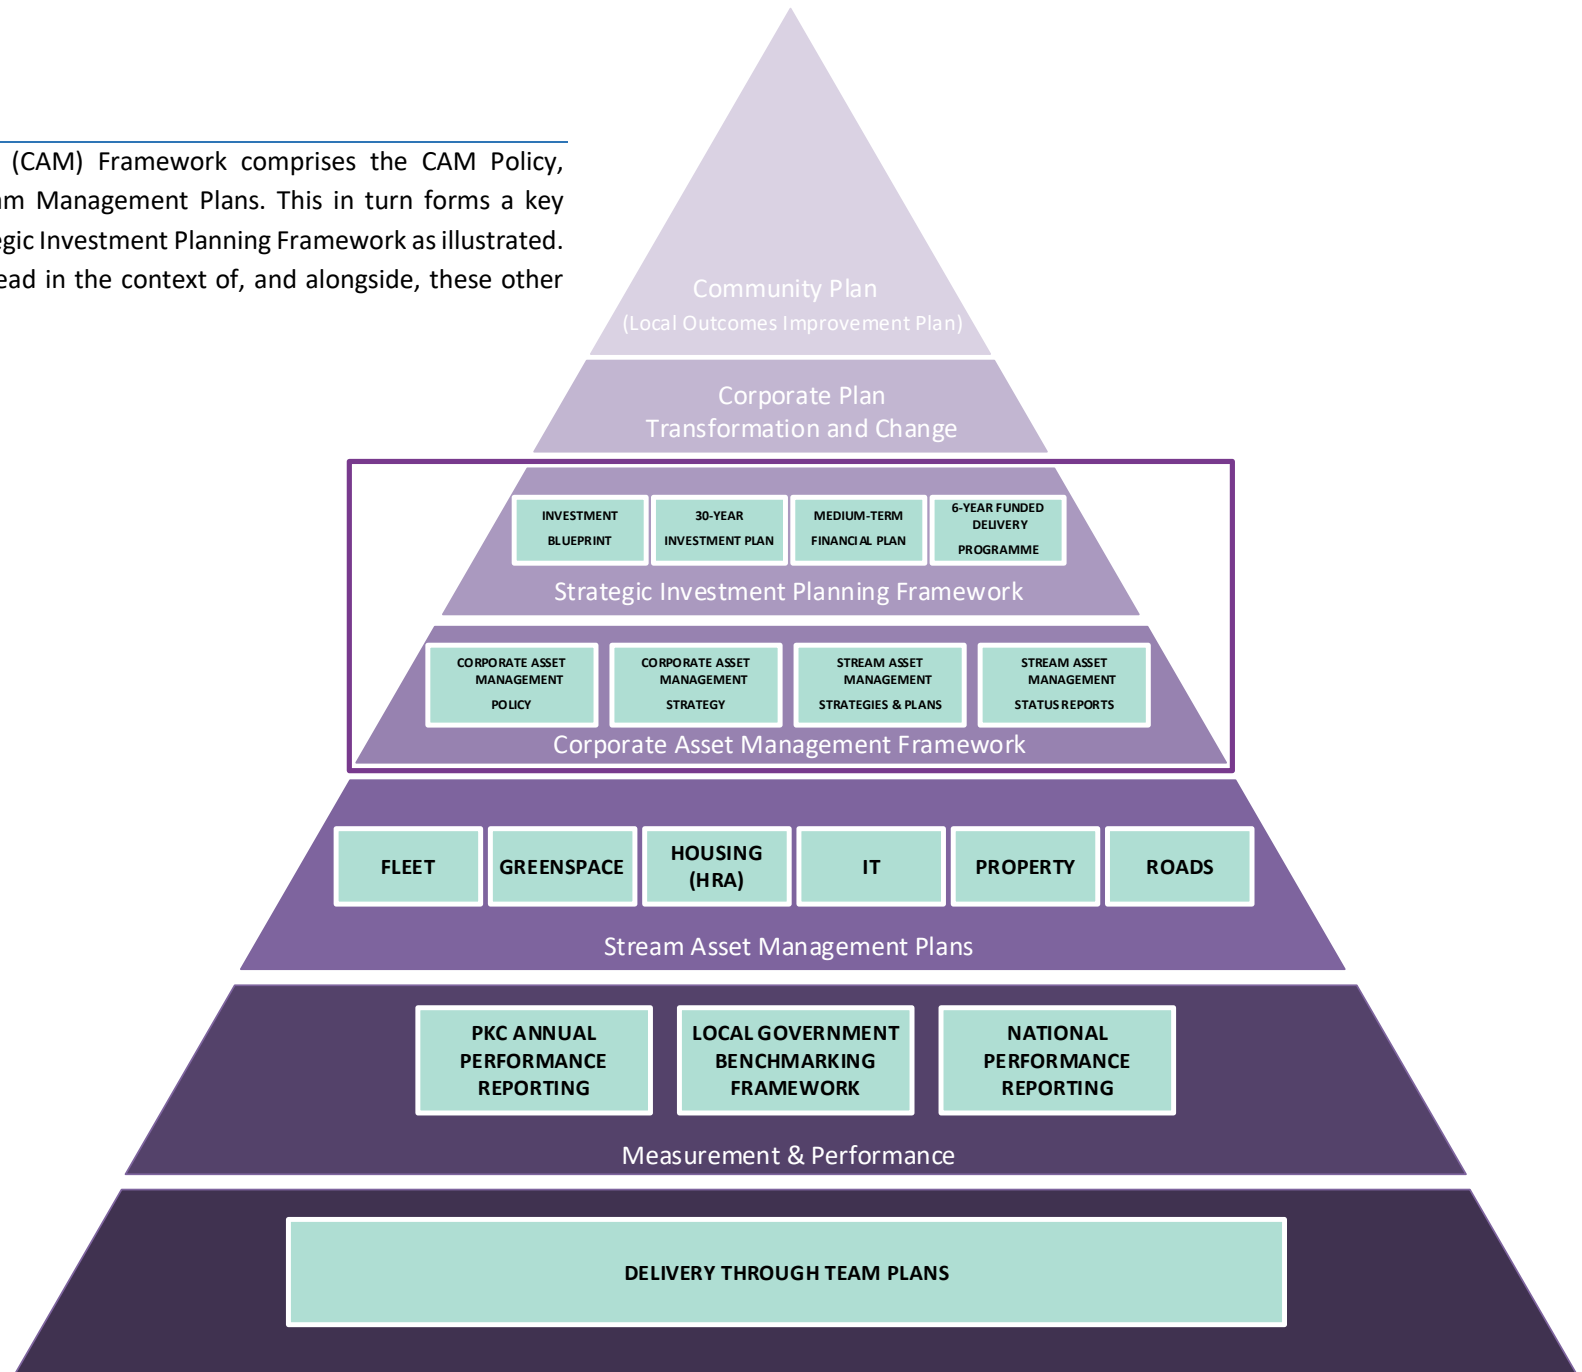 (CAM) Framework comprises the CAM Policy,
Management Plans. This in turn forms a key
Investment Planning Framework as illustrated.
in the context of, and alongside, these other
Community Plan
(Local Outcomes Improvement Plan)
Corporate Plan
Transformation and Change
INVESTMENT
BLUEPRINT
30-YEAR
INVESTMENT PLAN
MEDIUM-TERM
FINANCIAL PLAN
6-YEAR FUNDED
DELIVERY
PROGRAMME
Strategic Investment Planning Framework
CORPORATE ASSET
MANAGEMENT
POLICY
CORPORATE ASSET
MANAGEMENT
STRATEGY
STREAM ASSET
MANAGEMENT
STRATEGIES & PLANS
STREAM ASSET
MANAGEMENT
STATUS REPORTS
Corporate Asset Management Framework
FLEET
GREENSPACE
HOUSING
(HRA)
IT
PROPERTY
ROADS
Stream Asset Management Plans
PKC ANNUAL
PERFORMANCE
REPORTING
LOCAL GOVERNMENT
BENCHMARKING
FRAMEWORK
NATIONAL
PERFORMANCE
REPORTING
Measurement & Performance
DELIVERY THROUGH TEAM PLANS